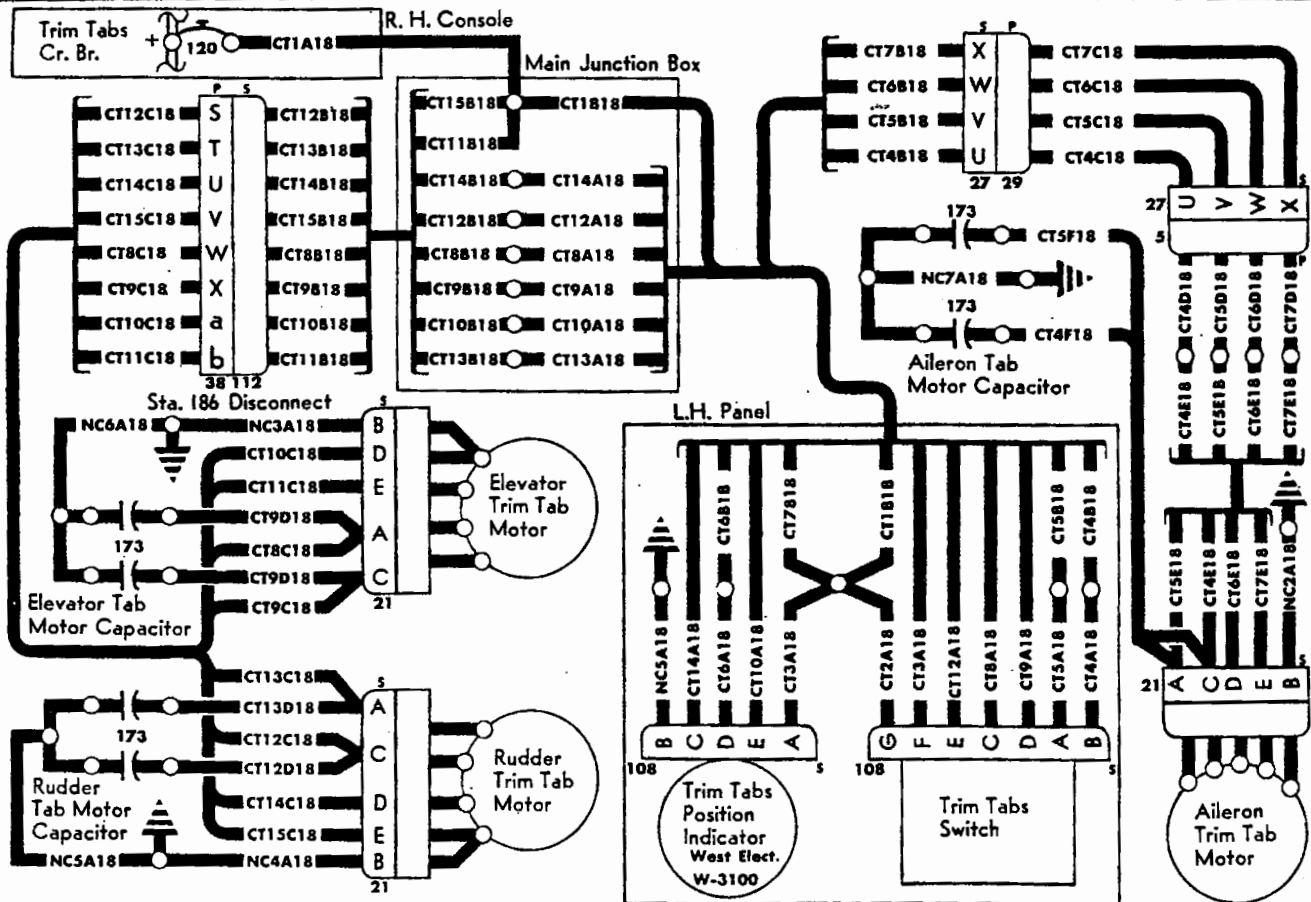 Trim Tabs
Cr. Br.
+
120
CT1A18
R. H. Console
Main Junction Box
CT15B18
CT1B18
CT11B18
CT14B18
CT14A18
CT12B18
CT12A18
CT8B18
CT8A18
CT9B18
CT9A18
CT10B18
CT10A18
CT13B18
CT13A18
P S
CT12C18 S CT12B18
CT13C18 T CT13B18
CT14C18 U CT14B18
CT15C18 V CT15B18
CT8C18 W CT8B18
CT9C18 X CT9B18
CT10C18 a CT10B18
CT11C18 b CT11B18
38 112
Sta. 186 Disconnect
S P
CT7B18 X CT7C18
CT6B18 W CT6C18
CT5B18 V CT5C18
CT4B18 U CT4C18
27 29
173
CT5F18
NC7A18
173
CT4F18
Aileron Tab
Motor Capacitor
S
27 U V W X
5
P
CT4D18 CT5D18 CT6D18 CT7D18
CT4E18 CT5E18 CT6E18 CT7E18
CT5E18 CT4E18 CT6E18 CT7E18 NC2A18
S
21 A C D E B
Aileron
Trim Tab
Motor
NC6A18
NC3A18
CT10C18
CT11C18
CT9D18
173
CT8C18
CT9D18
CT9C18
S
B
D
E
A
C
21
Elevator
Trim Tab
Motor
Elevator Tab
Motor Capacitor
CT13C18
CT13D18
173
CT12C18
CT12D18
CT14C18
CT15C18
NC5A18
NC4A18
S
A
C
D
E
B
21
Rudder
Trim Tab
Motor
Rudder
Tab Motor
Capacitor
L.H. Panel
CT6B18 CT7B18 CT1B18 CT5B18 CT4B18
NC5A18 CT14A18 CT6A18 CT10A18 CT3A18
CT2A18 CT3A18 CT12A18 CT8A18 CT9A18 CT5A18 CT4A18
B C D E A
108 S
G F E C D A B
108 S
Trim Tabs
Position
Indicator
West Elect.
W-3100
Trim Tabs
Switch